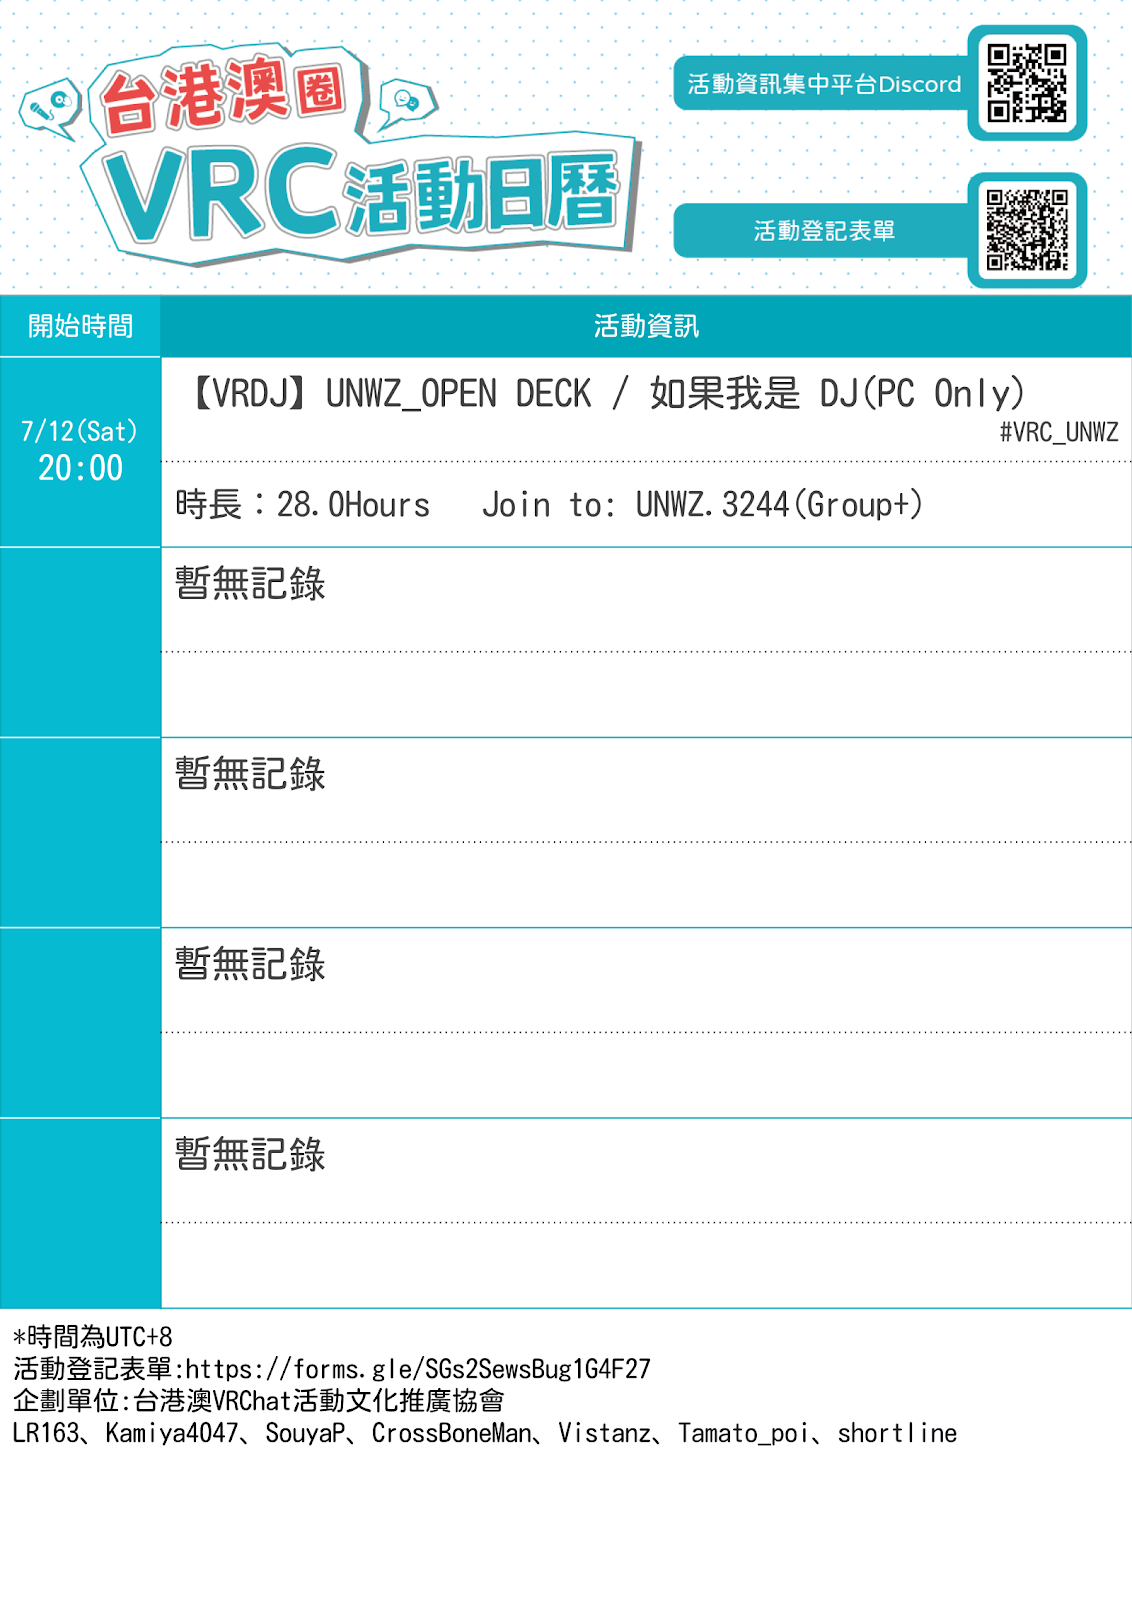 台港澳圈
VRC活動日曆
活動資訊集中平台Discord
活動登記表單
開始時間
活動資訊
7/12(Sat)
20:00
【VRDJ】UNWZ_OPEN DECK / 如果我是 DJ(PC Only)
#VRC_UNWZ
時長：28.0Hours Join to: UNWZ.3244(Group+)
暫無記錄
暫無記錄
暫無記錄
暫無記錄
*時間為UTC+8
活動登記表單:https://forms.gle/SGs2SewsBug1G4F27
企劃單位:台港澳VRChat活動文化推廣協會
LR163、Kamiya4047、SouyaP、CrossBoneMan、Vistanz、Tamato_poi、shortline